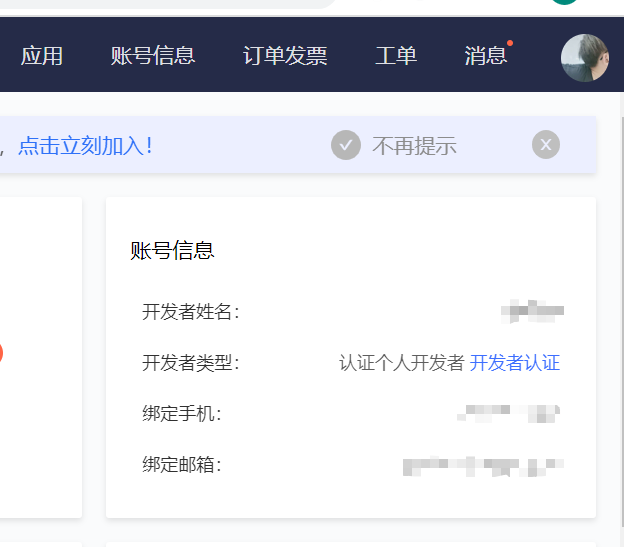 应用 账号信息 订单发票 工单 消息
，点击立刻加入！ 不再提示
账号信息
开发者姓名：
开发者类型： 认证个人开发者 开发者认证
绑定手机：
绑定邮箱：